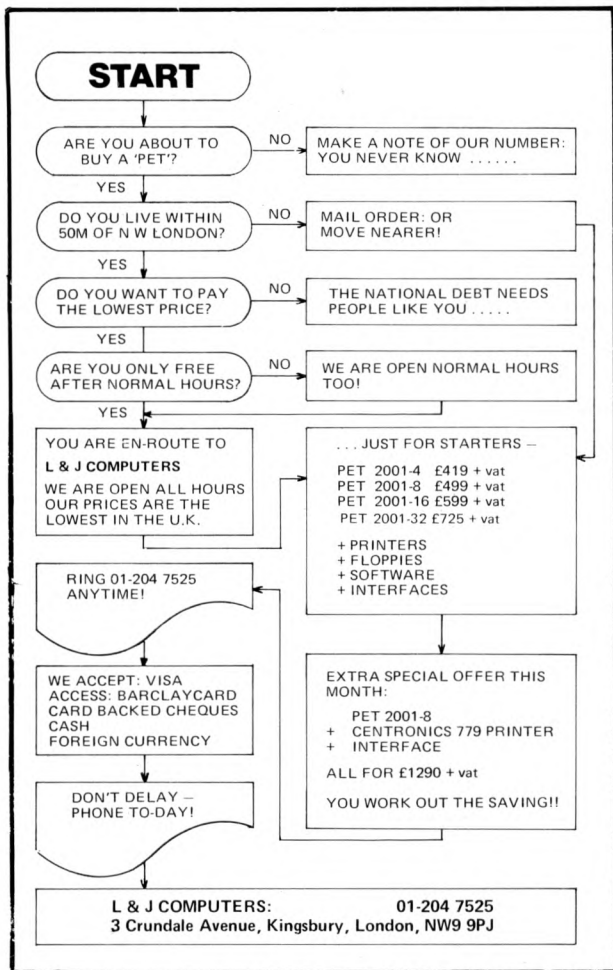 START
ARE YOU ABOUT TO
BUY A 'PET'?
NO
MAKE A NOTE OF OUR NUMBER:
YOU NEVER KNOW ......
YES
DO YOU LIVE WITHIN
50M OF N W LONDON?
NO
MAIL ORDER: OR
MOVE NEARER!
YES
DO YOU WANT TO PAY
THE LOWEST PRICE?
NO
THE NATIONAL DEBT NEEDS
PEOPLE LIKE YOU .....
YES
ARE YOU ONLY FREE
AFTER NORMAL HOURS?
NO
WE ARE OPEN NORMAL HOURS
TOO!
YES
YOU ARE EN-ROUTE TO
L & J COMPUTERS
WE ARE OPEN ALL HOURS
OUR PRICES ARE THE
LOWEST IN THE U.K.
... JUST FOR STARTERS –
PET 2001-4 £419 + vat
PET 2001-8 £499 + vat
PET 2001-16 £599 + vat
PET 2001-32 £725 + vat
+ PRINTERS
+ FLOPPIES
+ SOFTWARE
+ INTERFACES
RING 01-204 7525
ANYTIME!
WE ACCEPT: VISA
ACCESS: BARCLAYCARD
CARD BACKED CHEQUES
CASH
FOREIGN CURRENCY
EXTRA SPECIAL OFFER THIS
MONTH:
PET 2001-8
+ CENTRONICS 779 PRINTER
+ INTERFACE
ALL FOR £1290 + vat
YOU WORK OUT THE SAVING!!
DON'T DELAY –
PHONE TO-DAY!
L & J COMPUTERS: 01-204 7525
3 Crundale Avenue, Kingsbury, London, NW9 9PJ